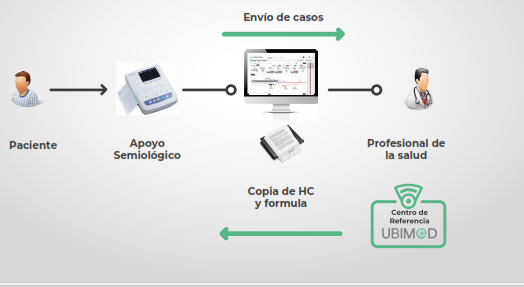 Envío de casos
Paciente
Apoyo
Semiológico
Profesional de
la salud
Copia de HC
y formula
Centro de
Referencia
UBIMED